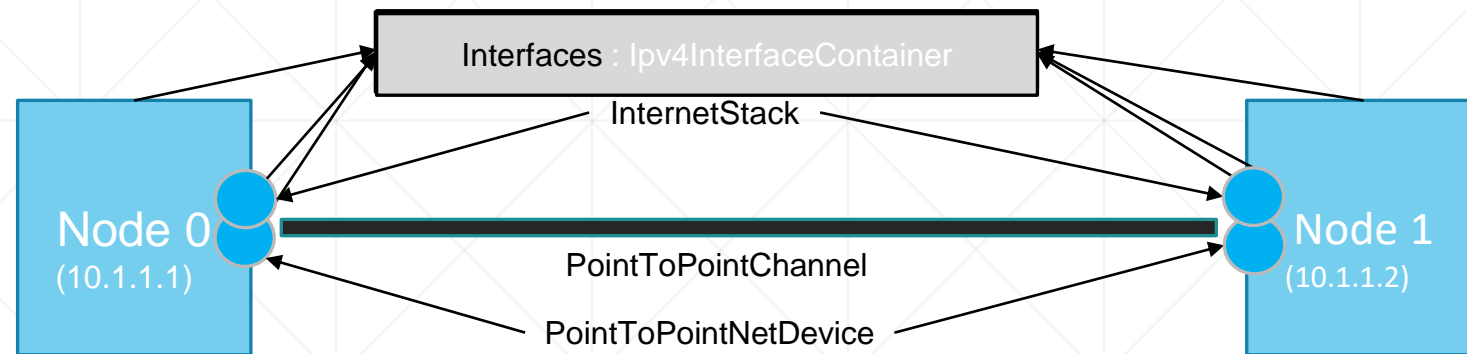 Interfaces : Ipv4InterfaceContainer
InternetStack
Node 0
(10.1.1.1)
Node 1
(10.1.1.2)
PointToPointChannel
PointToPointNetDevice